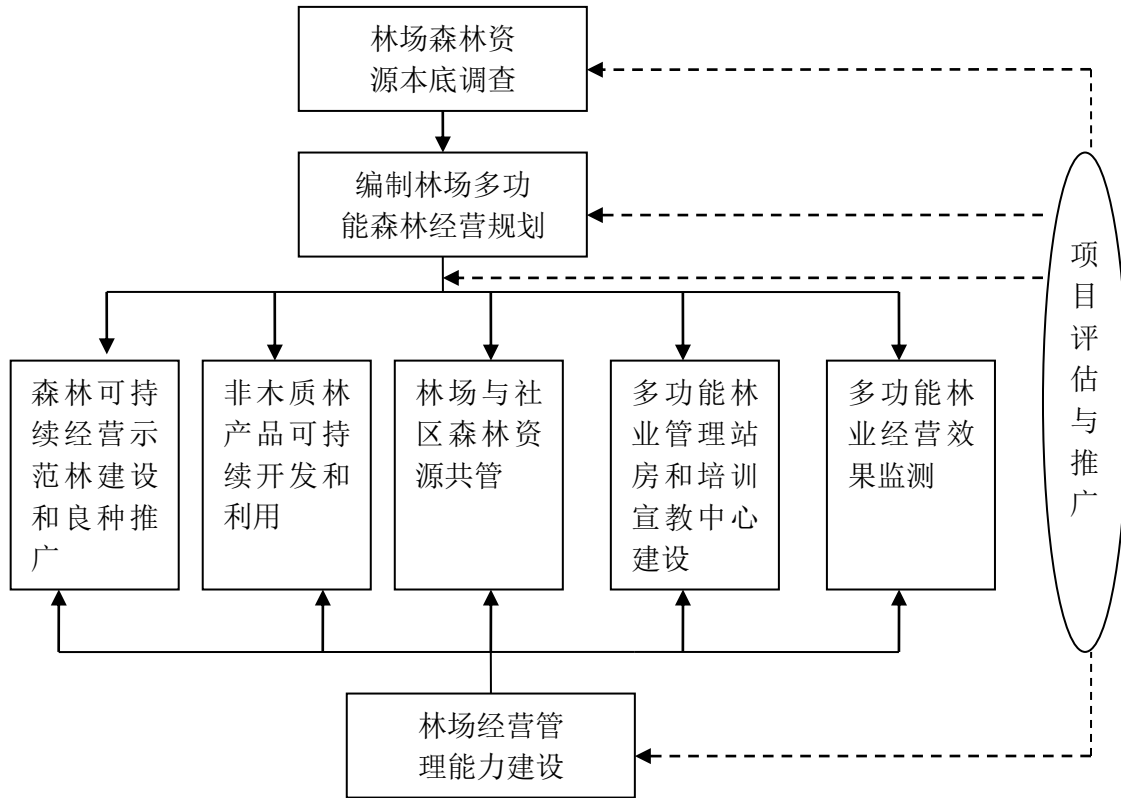 林场森林资
源本底调查
编制林场多功
能森林经营规划
森林可持
续经营示
范林建设
和良种推
广
非木质林
产品可持
续开发和
利用
林场与社
区森林资
源共管
多功能林
业管理站
房和培训
宣教中心
建设
多功能林
业经营效
果监测
项
目
评
估
与
推
广
林场经营管
理能力建设